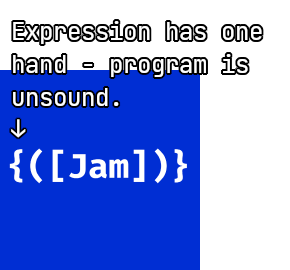 Expression has one
hand - program is
unsound.
↓
{([Jam])}